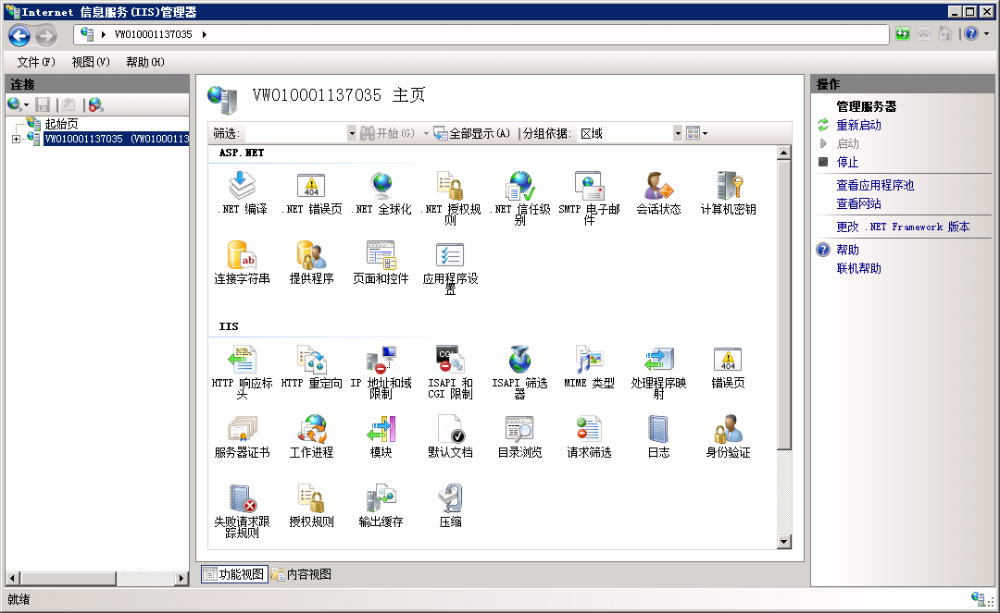 Internet 信息服务(IIS)管理器
VW010001137035
文件(F) 视图(V) 帮助(H)
连接
起始页
VW010001137035 (VW01000113
VW010001137035 主页
筛选: 开始(G) 全部显示(A) 分组依据: 区域
ASP.NET
.NET 编译 .NET 错误页 .NET 全球化 .NET 授权规则 .NET 信任级别 SMTP 电子邮件 会话状态 计算机密钥
连接字符串 提供程序 页面和控件 应用程序设置
IIS
HTTP 响应标头 HTTP 重定向 IP 地址和域限制 ISAPI 和 CGI 限制 ISAPI 筛选器 MIME 类型 处理程序映射 错误页
服务器证书 工作进程 模块 默认文档 目录浏览 请求筛选 日志 身份验证
失败请求跟踪规则 授权规则 输出缓存 压缩
功能视图 内容视图
操作
管理服务器
重新启动
启动
停止
查看应用程序池
查看网站
更改 .NET Framework 版本
帮助
联机帮助
就绪